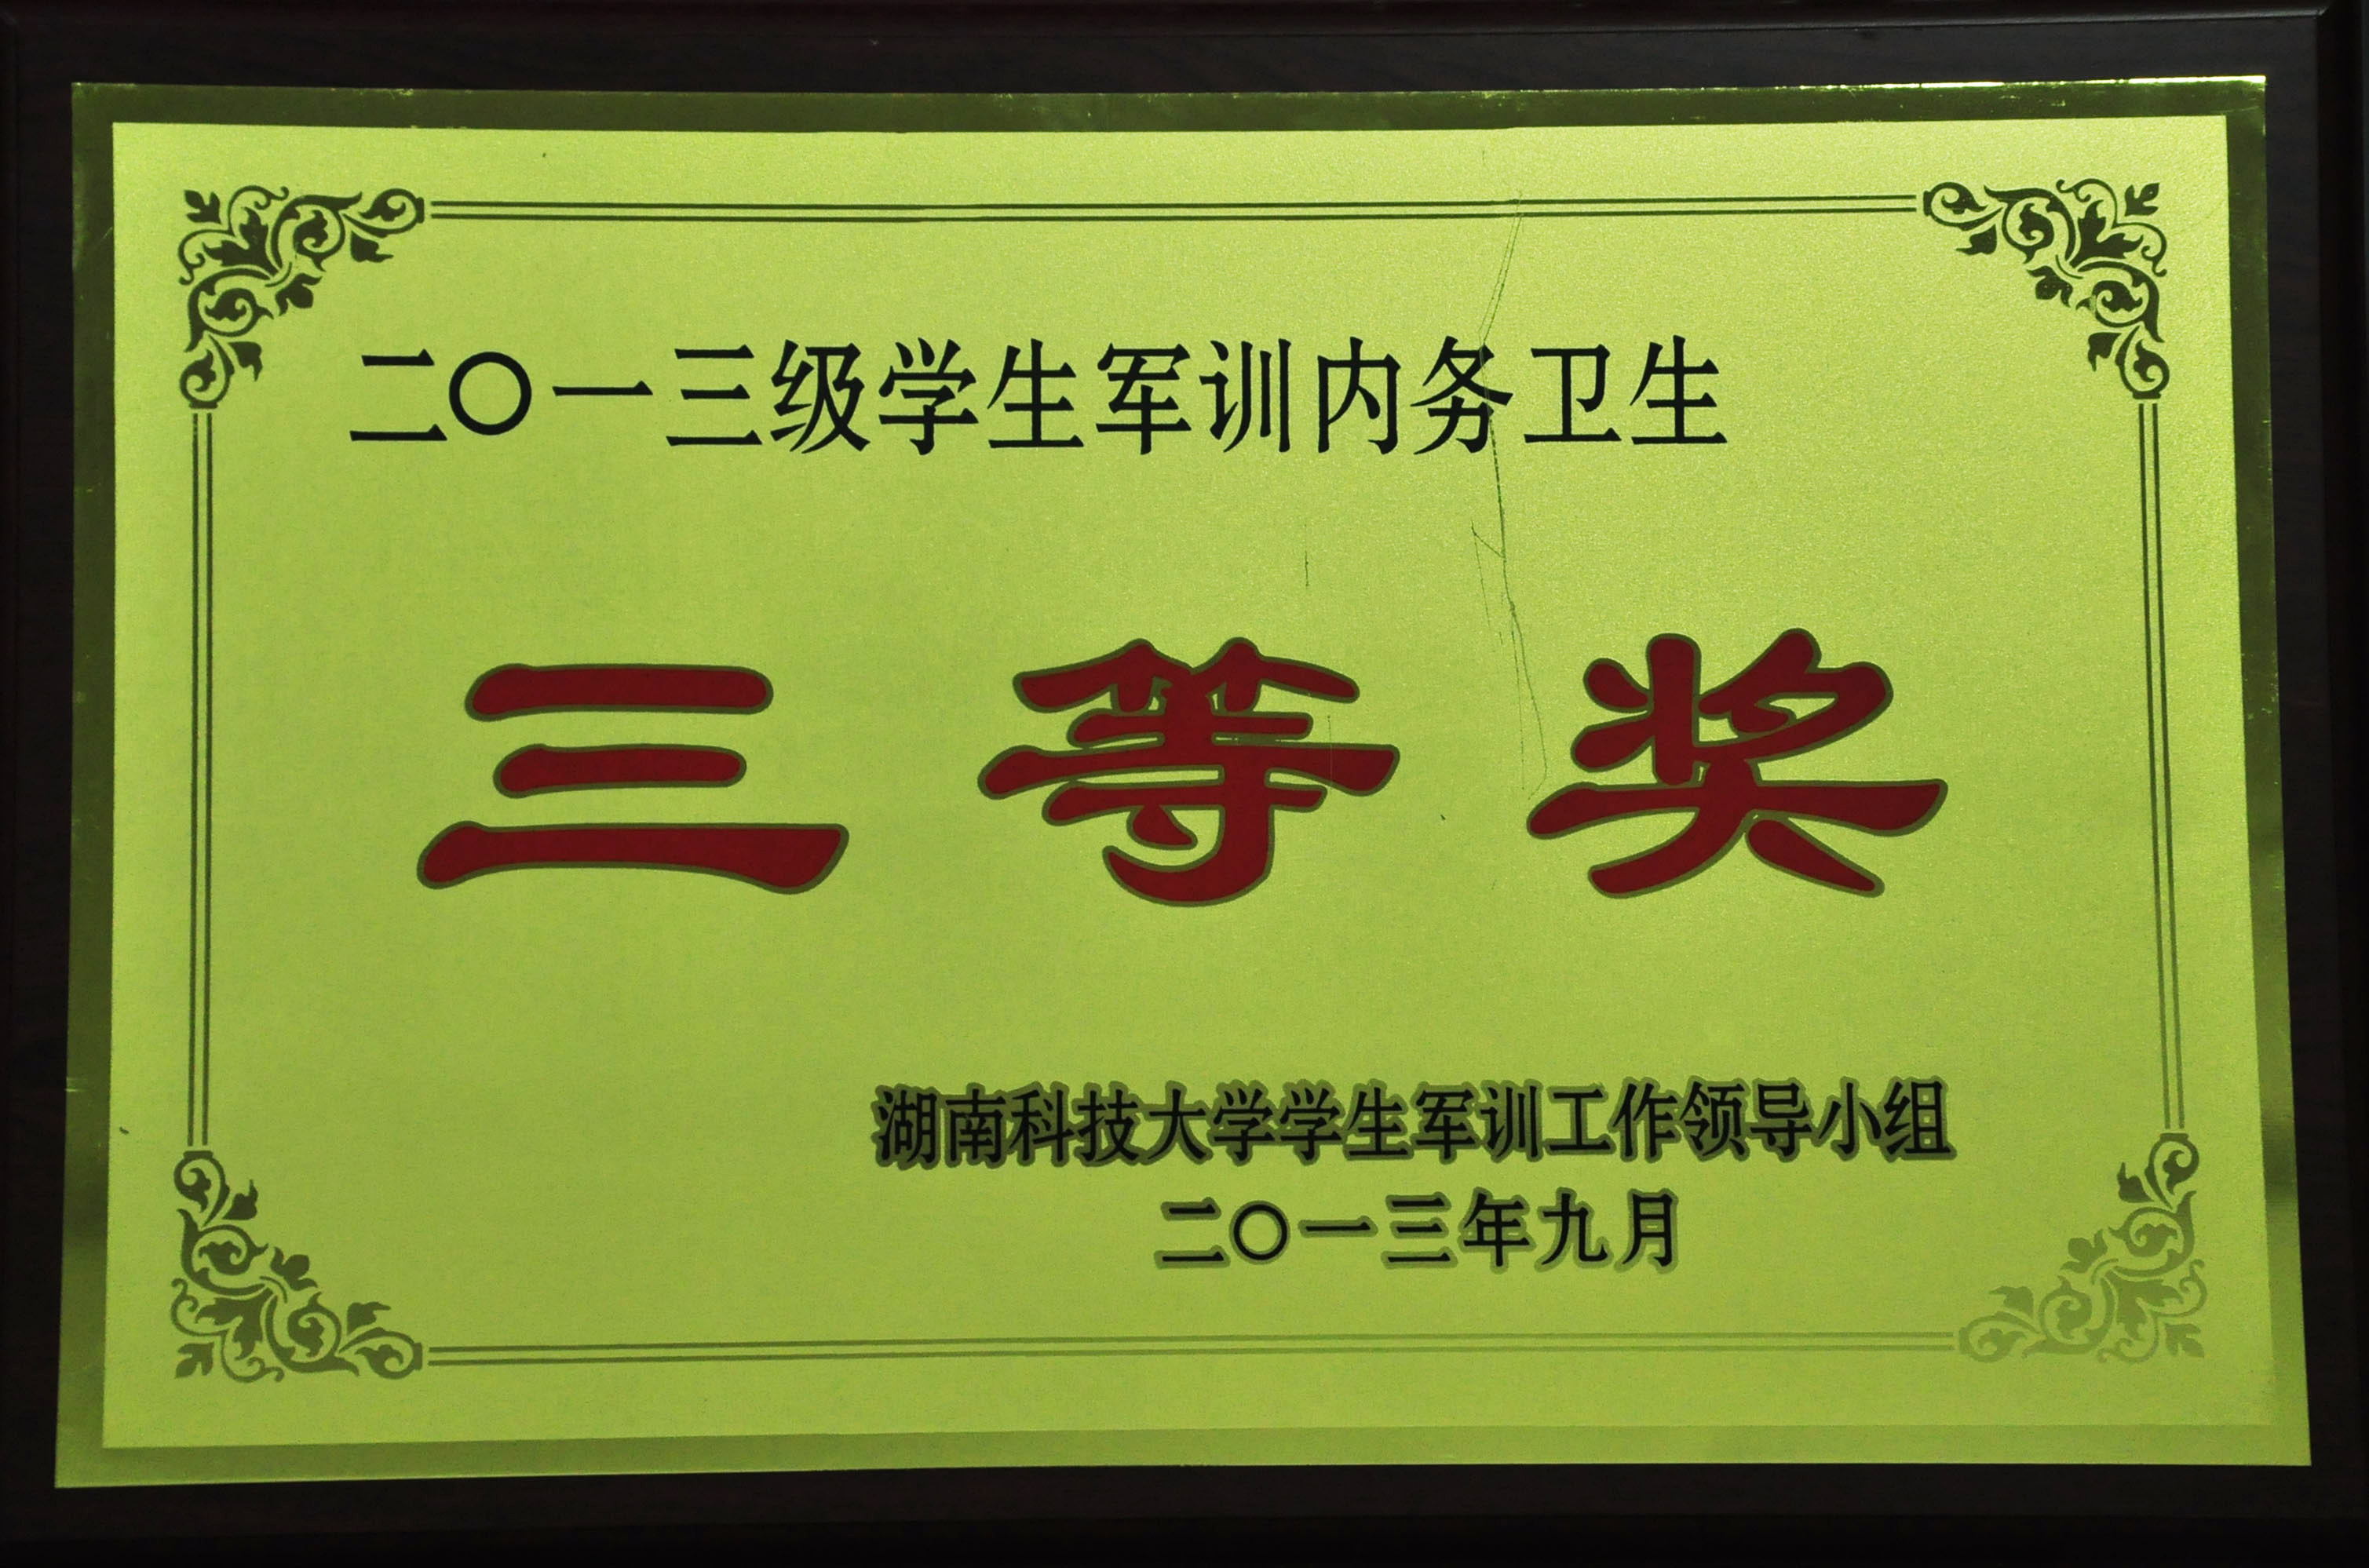 二〇一三级学生军训内务卫生
三等奖
湖南科技大学学生军训工作领导小组
二〇一三年九月